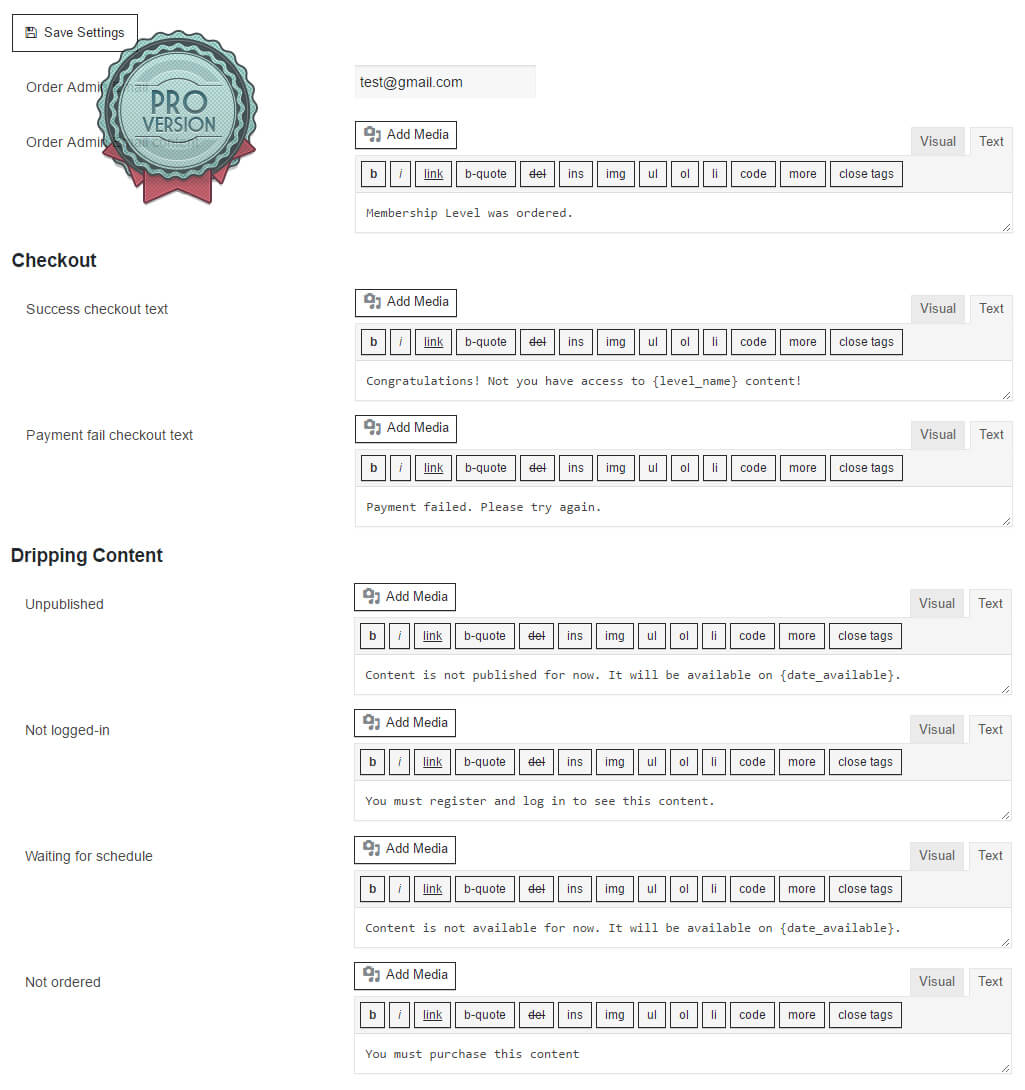 Save Settings
Order Admin Email
test@gmail.com
PRO
VERSION
Order Admin Email content
Add Media
Visual Text
b i link b-quote del ins img ul ol li code more close tags
Membership Level was ordered.
Checkout
Success checkout text
Add Media
Visual Text
b i link b-quote del ins img ul ol li code more close tags
Congratulations! Not you have access to {level_name} content!
Payment fail checkout text
Add Media
Visual Text
b i link b-quote del ins img ul ol li code more close tags
Payment failed. Please try again.
Dripping Content
Unpublished
Add Media
Visual Text
b i link b-quote del ins img ul ol li code more close tags
Content is not published for now. It will be available on {date_available}.
Not logged-in
Add Media
Visual Text
b i link b-quote del ins img ul ol li code more close tags
You must register and log in to see this content.
Waiting for schedule
Add Media
Visual Text
b i link b-quote del ins img ul ol li code more close tags
Content is not available for now. It will be available on {date_available}.
Not ordered
Add Media
Visual Text
b i link b-quote del ins img ul ol li code more close tags
You must purchase this content